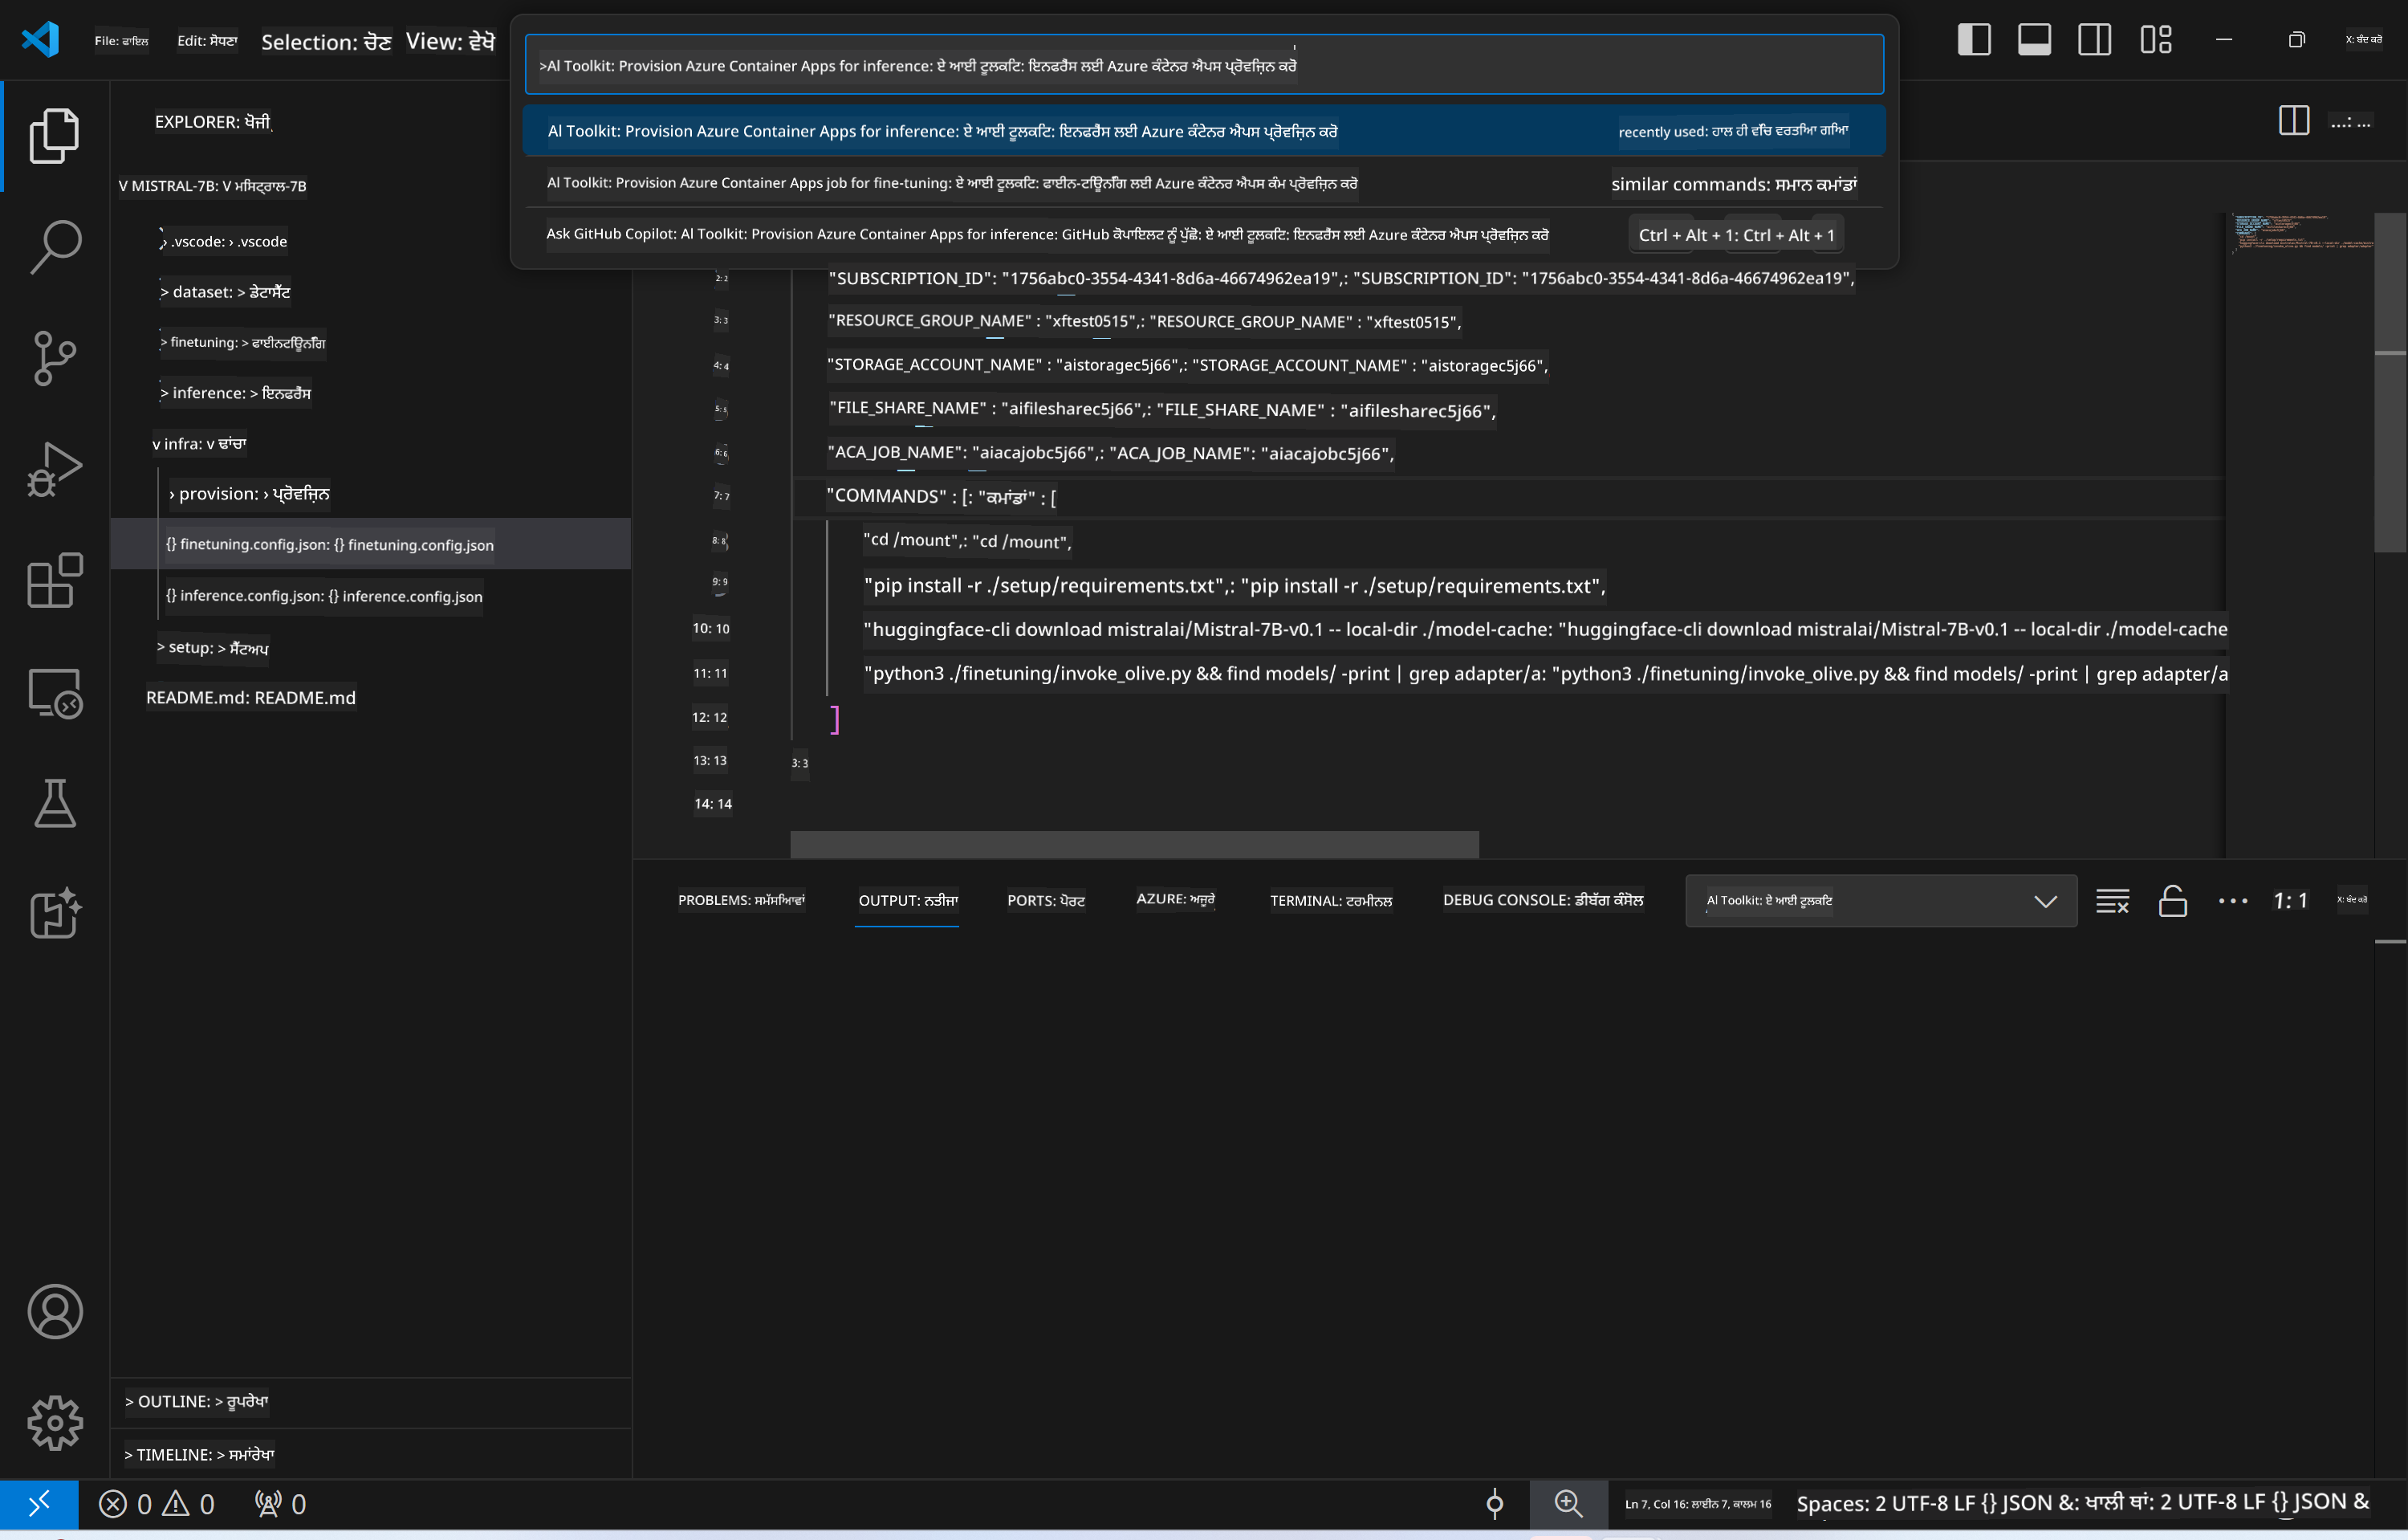 File: ਫਾਇਲ Edit: ਸੋਧਣਾ Selection: ਚੋਣ View: ਵੇਖੋ
X: ਬੰਦ ਕਰੋ
>Al Toolkit: Provision Azure Container Apps for inference: ਏ ਆਈ ਟੂਲਕਿਟ: ਇਨਫਰੈਂਸ ਲਈ Azure ਕੰਟੇਨਰ ਐਪਸ ਪ੍ਰੋਵਜ਼ਿਨ ਕਰੋ
Al Toolkit: Provision Azure Container Apps for inference: ਏ ਆਈ ਟੂਲਕਿਟ: ਇਨਫਰੈਂਸ ਲਈ Azure ਕੰਟੇਨਰ ਐਪਸ ਪ੍ਰੋਵਜ਼ਿਨ ਕਰੋ
recently used: ਹਾਲ ਹੀ ਵਿੱਚ ਵਰਤਿਆ ਗਿਆ
Al Toolkit: Provision Azure Container Apps job for fine-tuning: ਏ ਆਈ ਟੂਲਕਿਟ: ਫਾਈਨ-ਟਿਊਨਿੰਗ ਲਈ Azure ਕੰਟੇਨਰ ਐਪਸ ਕੰਮ ਪ੍ਰੋਵਜ਼ਿਨ ਕਰੋ
similar commands: ਸਮਾਨ ਕਮਾਂਡਾਂ
Ask GitHub Copilot: Al Toolkit: Provision Azure Container Apps for inference: GitHub ਕੋਪਾਇਲਟ ਨੂੰ ਪੁੱਛੋ: ਏ ਆਈ ਟੂਲਕਿਟ: ਇਨਫਰੈਂਸ ਲਈ Azure ਕੰਟੇਨਰ ਐਪਸ ਪ੍ਰੋਵਜ਼ਿਨ ਕਰੋ
Ctrl + Alt + 1: Ctrl + Alt + 1
...: ...
EXPLORER: ਖੋਜੀ
V MISTRAL-7B: V ਮਿਸਟ੍ਰਾਲ-7B
› .vscode: › .vscode
> dataset: > ਡੇਟਾਸੈੱਟ
> finetuning: > ਫਾਈਨਟਿਊਨਿੰਗ
> inference: > ਇਨਫਰੈਂਸ
v infra: v ਢਾਂਚਾ
› provision: › ਪ੍ਰੋਵਜ਼ਿਨ
{} finetuning.config.json: {} finetuning.config.json
{} inference.config.json: {} inference.config.json
> setup: > ਸੈੱਟਅਪ
README.md: README.md
> OUTLINE: > ਰੂਪਰੇਖਾ
> TIMELINE: > ਸਮਾਂਰੇਖਾ
2: 2 "SUBSCRIPTION_ID": "1756abc0-3554-4341-8d6a-46674962ea19",: "SUBSCRIPTION_ID": "1756abc0-3554-4341-8d6a-46674962ea19",
3: 3 "RESOURCE_GROUP_NAME" : "xftest0515",: "RESOURCE_GROUP_NAME" : "xftest0515",
4: 4 "STORAGE_ACCOUNT_NAME" : "aistoragec5j66",: "STORAGE_ACCOUNT_NAME" : "aistoragec5j66",
5: 5 "FILE_SHARE_NAME" : "aifilesharec5j66",: "FILE_SHARE_NAME" : "aifilesharec5j66",
6: 6 "ACA_JOB_NAME": "aiacajobc5j66",: "ACA_JOB_NAME": "aiacajobc5j66",
7: 7 "COMMANDS" : [: "ਕਮਾਂਡਾਂ" : [
8: 8 "cd /mount",: "cd /mount",
9: 9 "pip install -r ./setup/requirements.txt",: "pip install -r ./setup/requirements.txt",
10: 10 "huggingface-cli download mistralai/Mistral-7B-v0.1 -- local-dir ./model-cache: "huggingface-cli download mistralai/Mistral-7B-v0.1 -- local-dir ./model-cache
11: 11 "python3 ./finetuning/invoke_olive.py && find models/ -print | grep adapter/a: "python3 ./finetuning/invoke_olive.py && find models/ -print | grep adapter/a
12: 12 ]
13: 13 3: 3
14: 14
PROBLEMS: ਸਮੱਸਿਆਵਾਂ OUTPUT: ਨਤੀਜਾ PORTS: ਪੋਰਟ AZURE: ਅਜ਼ੂਰੇ TERMINAL: ਟਰਮੀਨਲ DEBUG CONSOLE: ਡੀਬੱਗ ਕੰਸੋਲ
Al Toolkit: ਏ ਆਈ ਟੂਲਕਿਟ
1: 1
X: ਬੰਦ ਕਰੋ
0 0 0
Ln 7, Col 16: ਲਾਈਨ 7, ਕਾਲਮ 16
Spaces: 2 UTF-8 LF {} JSON &: ਖਾਲੀ ਥਾਂ: 2 UTF-8 LF {} JSON &